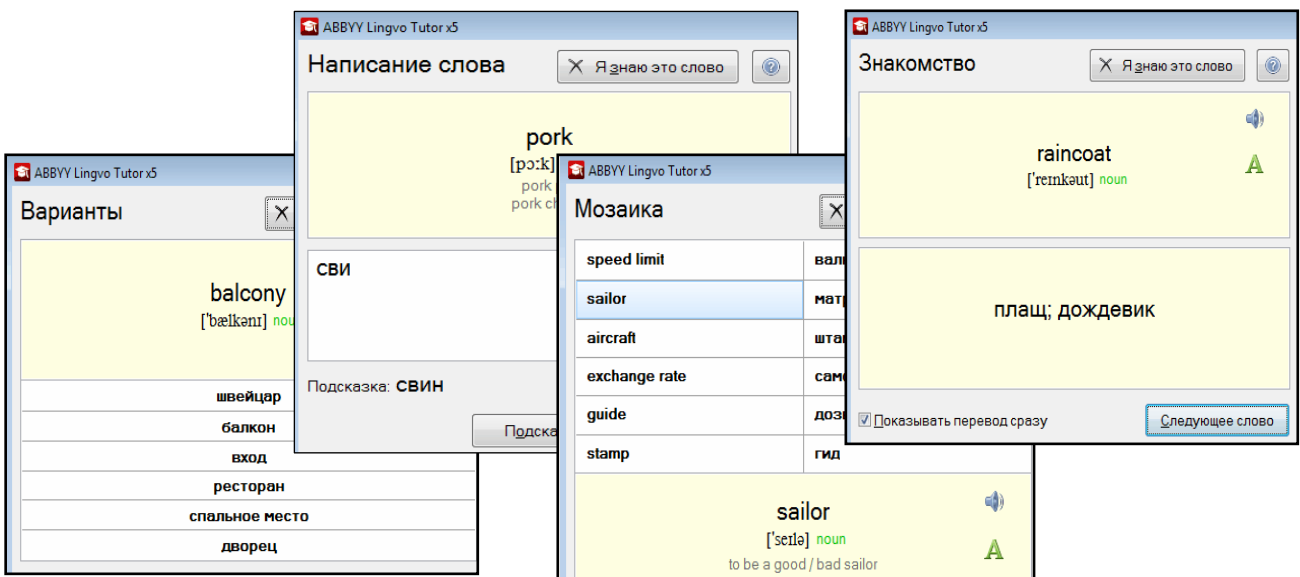 ABBYY Lingvo Tutor x5
Варианты
balcony
['bælkənɪ]
швейцар
балкон
вход
ресторан
спальное место
дворец
ABBYY Lingvo Tutor x5
Написание слова
Я знаю это слово
pork
[pɔːk]
pork
pork
СВИ
Подсказка: СВИН
ABBYY Lingvo Tutor x5
Мозаика
speed limit
sailor
aircraft
exchange rate
guide
stamp
гид
sailor
['seɪlə] noun
to be a good / bad sailor
A
ABBYY Lingvo Tutor x5
Знакомство
Я знаю это слово
raincoat
['reɪnkəut] noun
A
плащ; дождевик
Показывать перевод сразу
Следующее слово